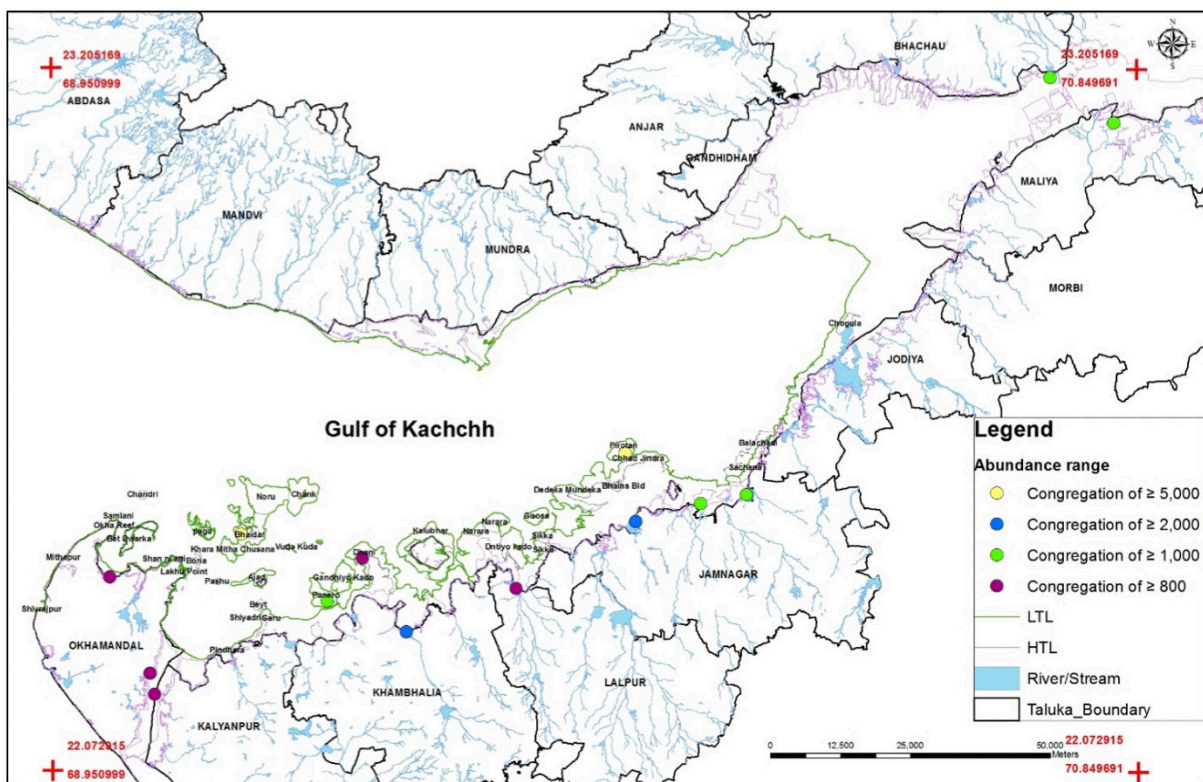 23.205169
68.950999
ABDASA
BHACHAU
23.205169
70.849691
N
W E
S
ANJAR
GANDHIDHAM
MALIYA
MANDVI
MUNDRA
MORBI
Chogula
JODIYA
Gulf of Kachchh
Pirotan
Chhad Jindra
Balachadi
Sachana
Bhains Bid
Dedeka Mundeka
Chandri
Noru
Chank
Samiani
Okha Reef
Bet Dwarka
Goose
Narara
Kalubhar
Narara
Sikka
Sikka
Bhaidar
Khara Mitha Chusana
Vuda Kuda
Dhani
Mithapur
Boria
Lakhu Point
Pashu
Gandhiyo Kado
Panero
JAMNAGAR
Shivrajpur
Beyt
Shiyadri Garu
OKHAMANDAL
Pindhara
KHAMBHALIA
LALPUR
KALYANPUR
Legend
Abundance range
Congregation of ≥ 5,000
Congregation of ≥ 2,000
Congregation of ≥ 1,000
Congregation of ≥ 800
LTL
HTL
River/Stream
Taluka_Boundary
22.072915
68.950999
0 12,500 25,000 50,000
Meters
22.072915
70.849691